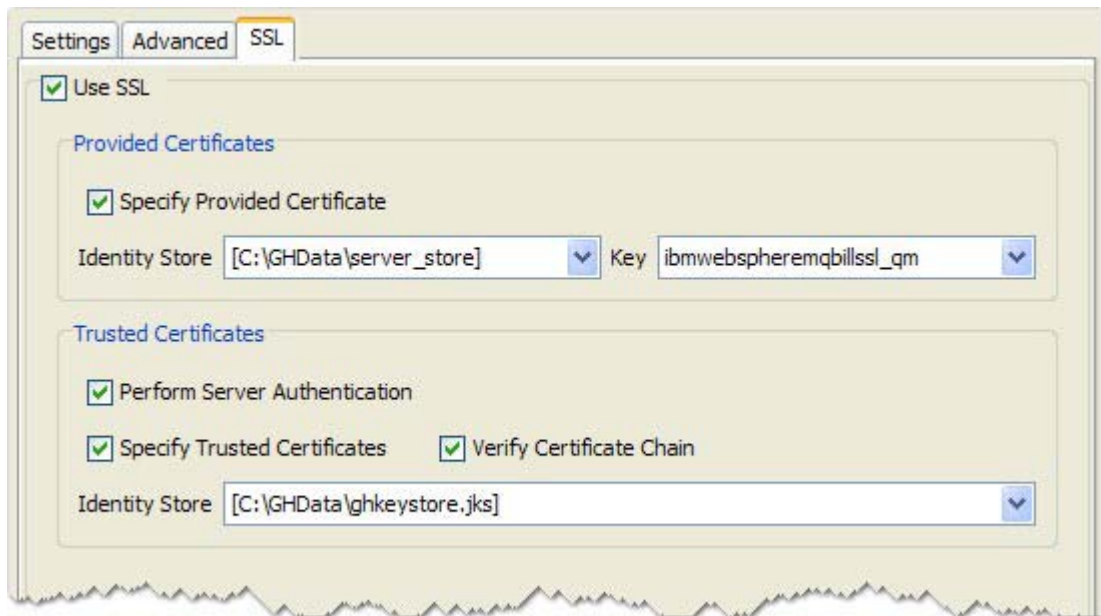 Settings Advanced SSL
Use SSL
Provided Certificates
Specify Provided Certificate
Identity Store [C:\GHData\server_store] Key ibmwebspheremqbillssl_qm
Trusted Certificates
Perform Server Authentication
Specify Trusted Certificates Verify Certificate Chain
Identity Store [C:\GHData\ghkeystore.jks]